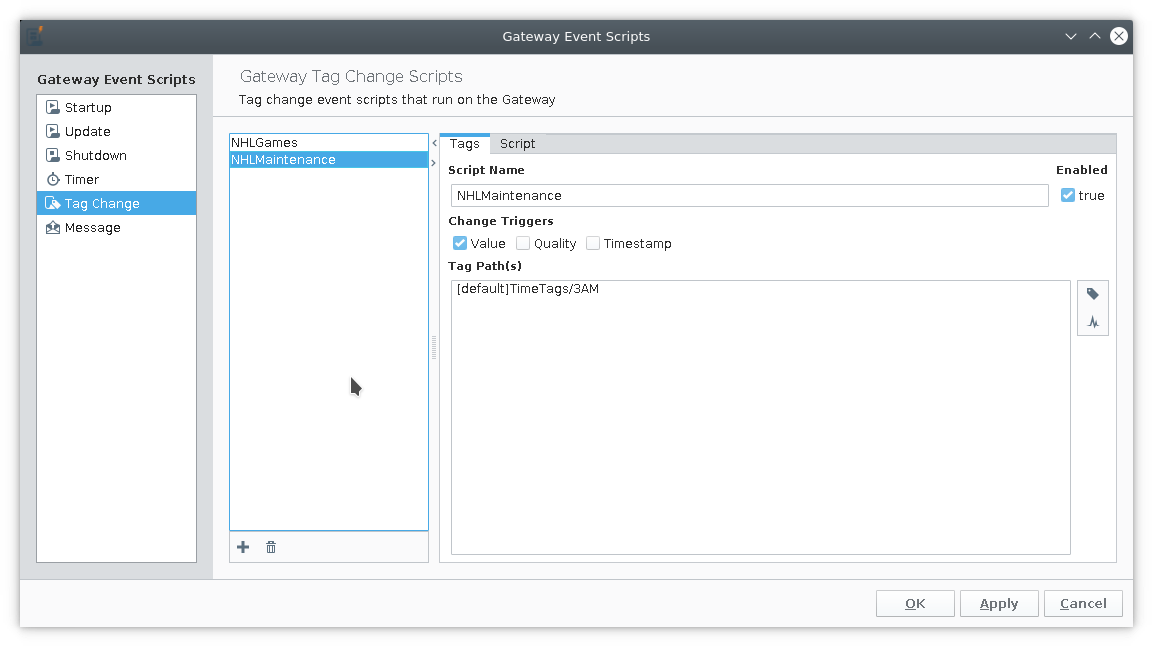 Gateway Event Scripts
Gateway Event Scripts
Startup
Update
Shutdown
Timer
Tag Change
Message
Gateway Tag Change Scripts
Tag change event scripts that run on the Gateway
NHLGames
NHLMaintenance
Tags Script
Script Name Enabled
NHLMaintenance true
Change Triggers
Value Quality Timestamp
Tag Path(s)
[default]TimeTags/3AM
OK Apply Cancel